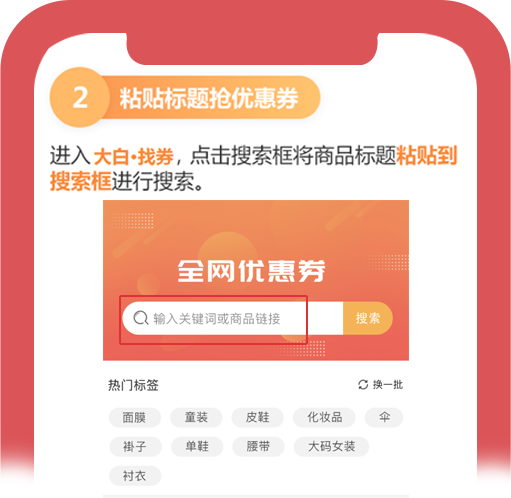 2 粘贴标题抢优惠券
进入 大白·找券，点击搜索框将商品标题粘贴到
搜索框进行搜索。
全网优惠券
输入关键词或商品链接 搜索
热门标签 换一批
面膜 童装 皮鞋 化妆品 伞
褂子 单鞋 腰带 大码女装
衬衣